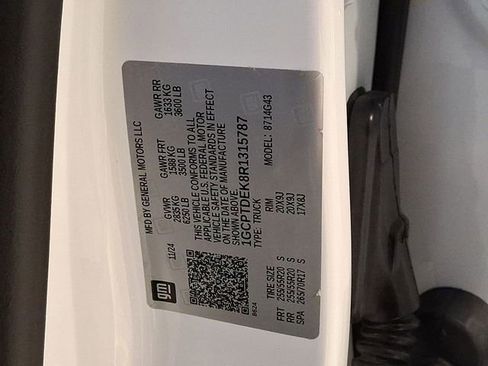 MFD BY GENERAL MOTORS LLC
11/24
GVWR
2835 KG
6250 LB
GAWR FRT
1588 KG
3500 LB
GAWR RR
1633 KG
3600 LB
THIS VEHICLE CONFORMS TO ALL
APPLICABLE U.S. FEDERAL MOTOR
VEHICLE SAFETY STANDARDS IN EFFECT
ON THE DATE OF MANUFACTURE
SHOWN ABOVE.
1GCPTDEK8R1315787
TYPE: TRUCK MODEL: 8714G43
TIRE SIZE RIM
FRT 255/55R20 S 20X9J
RR 255/55R20 S 20X9J
SPA 265/70R17 S 17X8J
gm